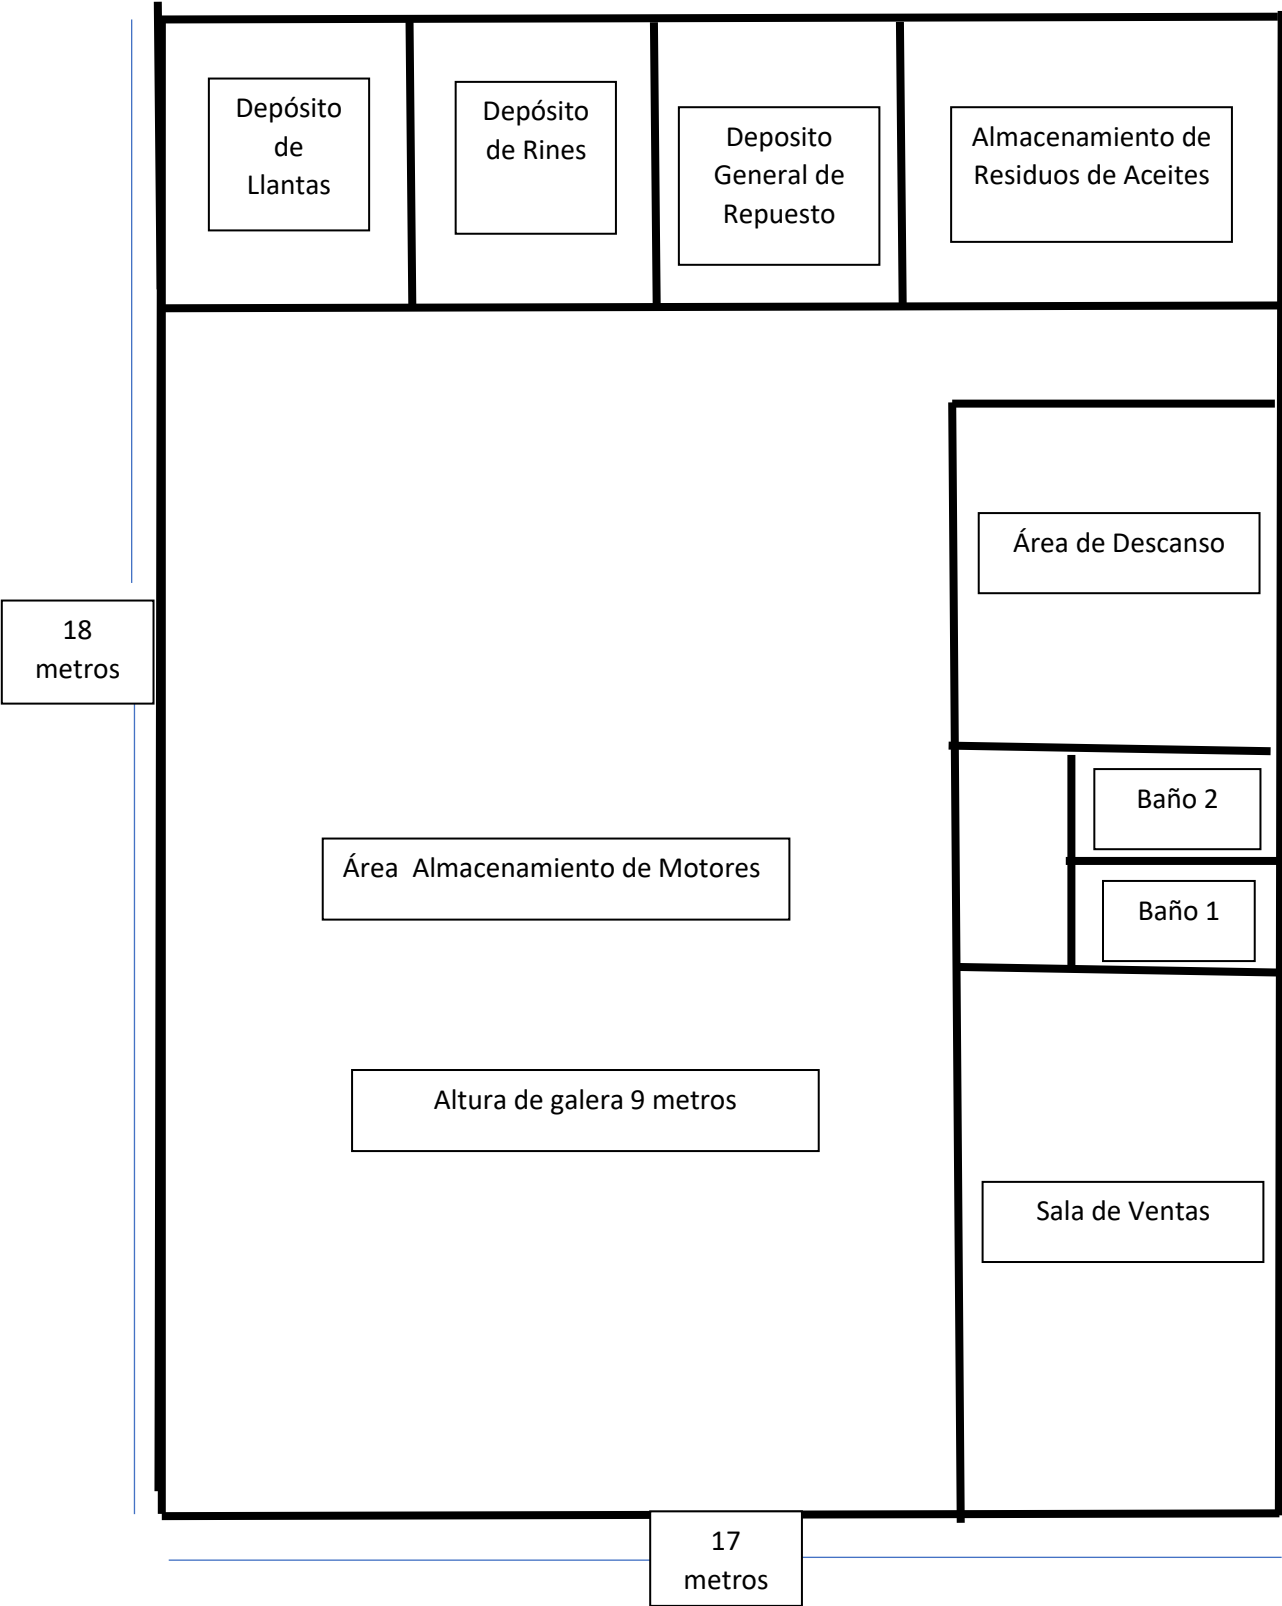 Depósito
de
Llantas
Depósito
de Rines
Deposito
General de
Repuesto
Almacenamiento de
Residuos de Aceites
Área de Descanso
18
metros
Baño 2
Área  Almacenamiento de Motores
Baño 1
Altura de galera 9 metros
Sala de Ventas
17
metros